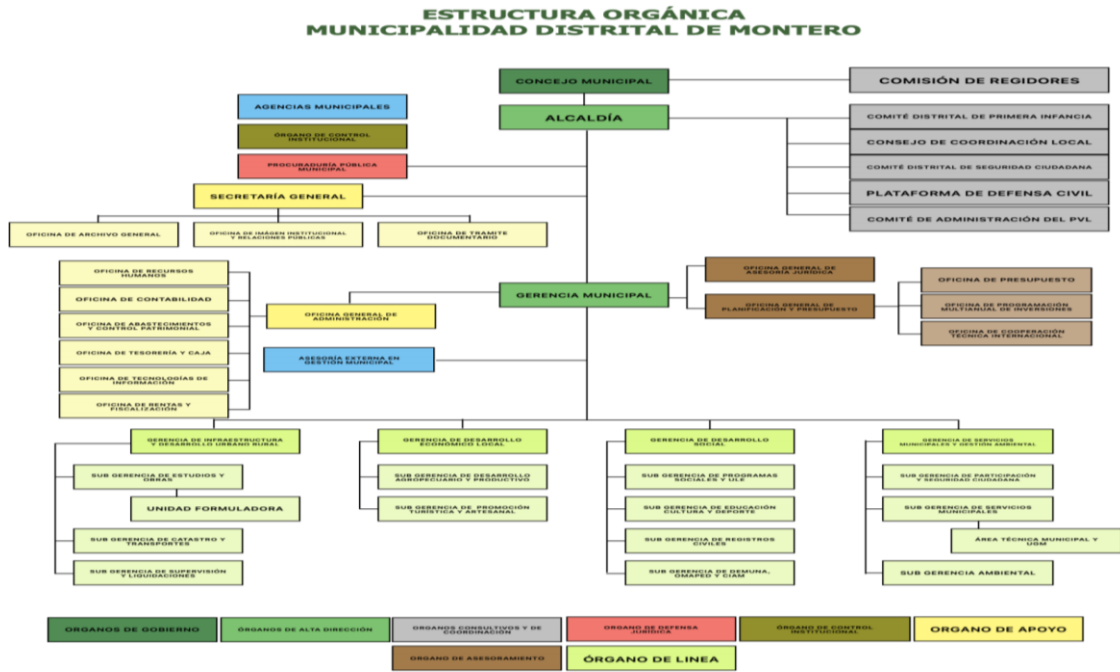 ESTRUCTURA ORGÁNICA
MUNICIPALIDAD DISTRITAL DE MONTERO
CONCEJO MUNICIPAL
COMISIÓN DE REGIDORES
AGENCIAS MUNICIPALES
ALCALDÍA
COMITÉ DISTRITAL DE PRIMERA INFANCIA
ÓRGANO DE CONTROL
INSTITUCIONAL
CONSEJO DE COORDINACIÓN LOCAL
PROCURADURÍA PÚBLICA
MUNICIPAL
COMITÉ DISTRITAL DE SEGURIDAD CIUDADANA
SECRETARÍA GENERAL
PLATAFORMA DE DEFENSA CIVIL
COMITÉ DE ADMINISTRACIÓN DEL PVL
OFICINA DE ARCHIVO GENERAL
OFICINA DE IMÁGEN INSTITUCIONAL
Y RELACIONES PÚBLICAS
OFICINA DE TRAMITE
DOCUMENTARIO
OFICINA DE RECURSOS
HUMANOS
OFICINA DE CONTABILIDAD
OFICINA DE ABASTECIMIENTOS
Y CONTROL PATRIMONIAL
OFICINA DE TESORERÍA Y CAJA
OFICINA DE TECNOLOGÍAS DE
INFORMACIÓN
OFICINA DE RENTAS Y
FISCALIZACIÓN
OFICINA GENERAL DE
ADMINISTRACIÓN
ASESORÍA EXTERNA EN
GESTIÓN MUNICIPAL
GERENCIA MUNICIPAL
OFICINA GENERAL DE
ASESORÍA JURÍDICA
OFICINA GENERAL DE
PLANIFICACIÓN Y PRESUPUESTO
OFICINA DE PRESUPUESTO
OFICINA DE PROGRAMACIÓN
MULTIANUAL DE INVERSIONES
OFICINA DE COOPERACIÓN
TÉCNICA INTERNACIONAL
GERENCIA DE INFRAESTRUCTURA
Y DESARROLLO URBANO RURAL
SUB GERENCIA DE ESTUDIOS Y
OBRAS
UNIDAD FORMULADORA
SUB GERENCIA DE CATASTRO Y
TRANSPORTES
SUB GERENCIA DE SUPERVISIÓN
Y LIQUIDACIONES
GERENCIA DE DESARROLLO
ECONÓMICO LOCAL
SUB GERENCIA DE DESARROLLO
AGROPECUARIO Y PRODUCTIVO
SUB GERENCIA DE PROMOCIÓN
TURÍSTICA Y ARTESANAL
GERENCIA DE DESARROLLO
SOCIAL
SUB GERENCIA DE PROGRAMAS
SOCIALES Y ULE
SUB GERENCIA DE EDUCACIÓN
CULTURA Y DEPORTE
SUB GERENCIA DE REGISTROS
CIVILES
SUB GERENCIA DE DEMUNA,
OMAPED Y CIAM
GERENCIA DE SERVICIOS
MUNICIPALES Y GESTIÓN AMBIENTAL
SUB GERENCIA DE PARTICIPACIÓN
Y SEGURIDAD CIUDADANA
SUB GERENCIA DE SERVICIOS
MUNICIPALES
ÁREA TÉCNICA MUNICIPAL Y
UGM
SUB GERENCIA AMBIENTAL
ORGANOS DE GOBIERNO
ÓRGANOS DE ALTA DIRECCIÓN
ORGANOS CONSULTIVOS Y DE
COORDINACIÓN
ORGANO DE DEFENSA
JURÍDICA
ORGANO DE CONTROL
INSTITUCIONAL
ORGANO DE APOYO
ORGANO DE ASESORAMIENTO
ÓRGANO DE LINEA